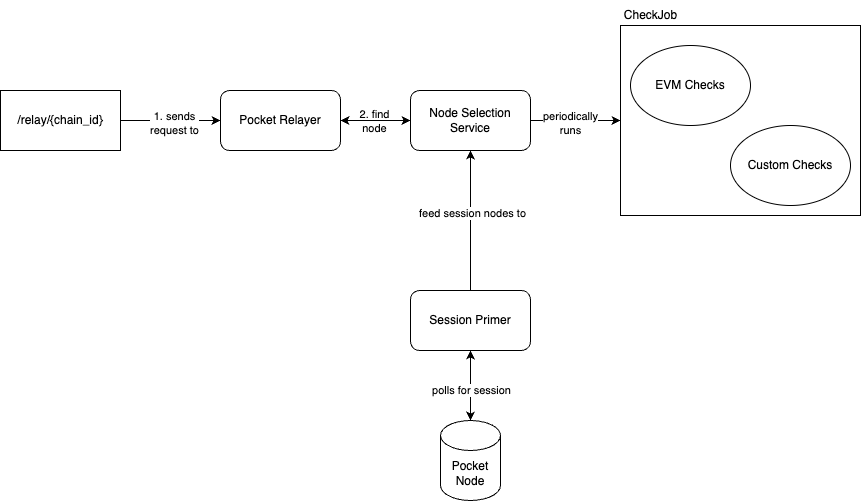 CheckJob
EVM Checks
Custom Checks
/relay/{chain_id}
1. sends
request to
Pocket Relayer
2. find
node
Node Selection
Service
periodically
runs
feed session nodes to
Session Primer
polls for session
Pocket
Node